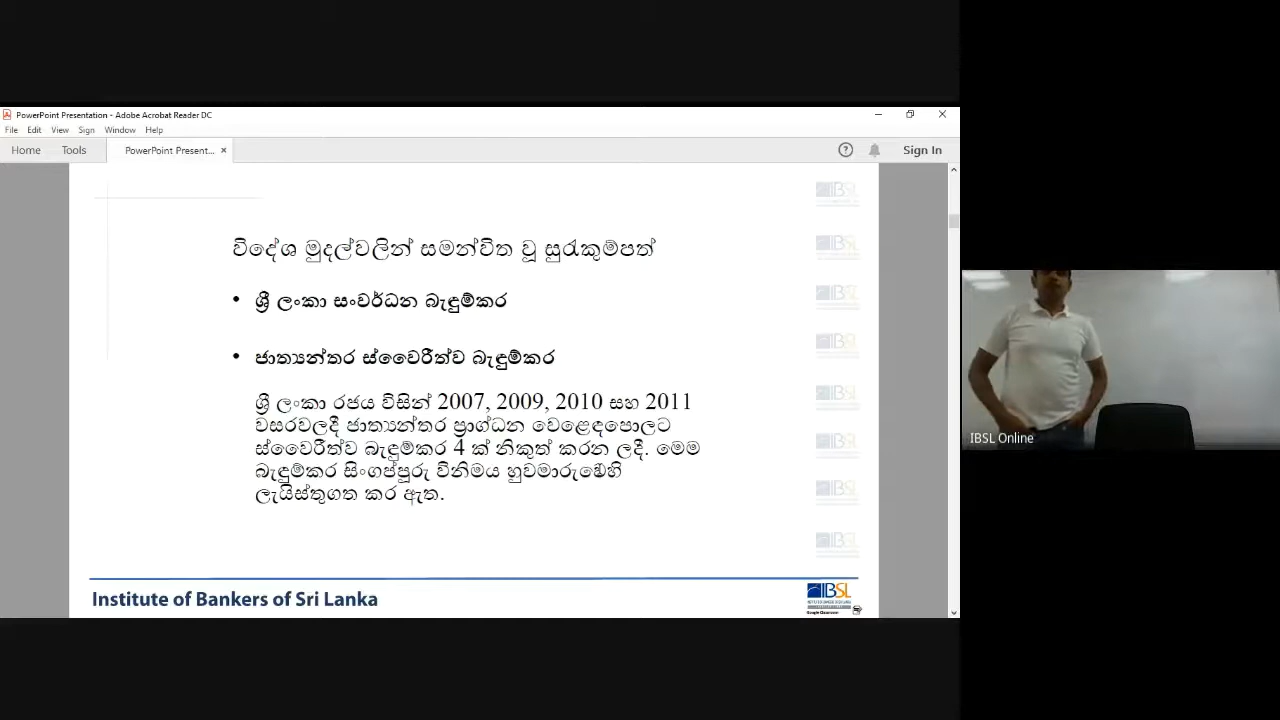 PowerPoint Presentation - Adobe Acrobat Reader DC
File Edit View Sign Window Help
Home Tools PowerPoint Present... × Sign In
විදේශ මුදල්වලින් සමන්විත වූ සුරැකුම්පත්
• ශ්‍රී ලංකා සංවර්ධන බැඳුම්කර
• ජාත්‍යන්තර ස්වෛරීත්ව බැඳුම්කර
ශ්‍රී ලංකා රජය විසින් 2007, 2009, 2010 සහ 2011
වසරවලදී ජාත්‍යන්තර ප්‍රාග්ධන වෙළෙඳපොලට
ස්වෛරීත්ව බැඳුම්කර 4 ක් නිකුත් කරන ලදී. මෙම
බැඳුම්කර සිංගප්පූරු විනිමය හුවමාරුවෙහි
ලැයිස්තුගත කර ඇත.
Institute of Bankers of Sri Lanka
IBSL
IBSL Online